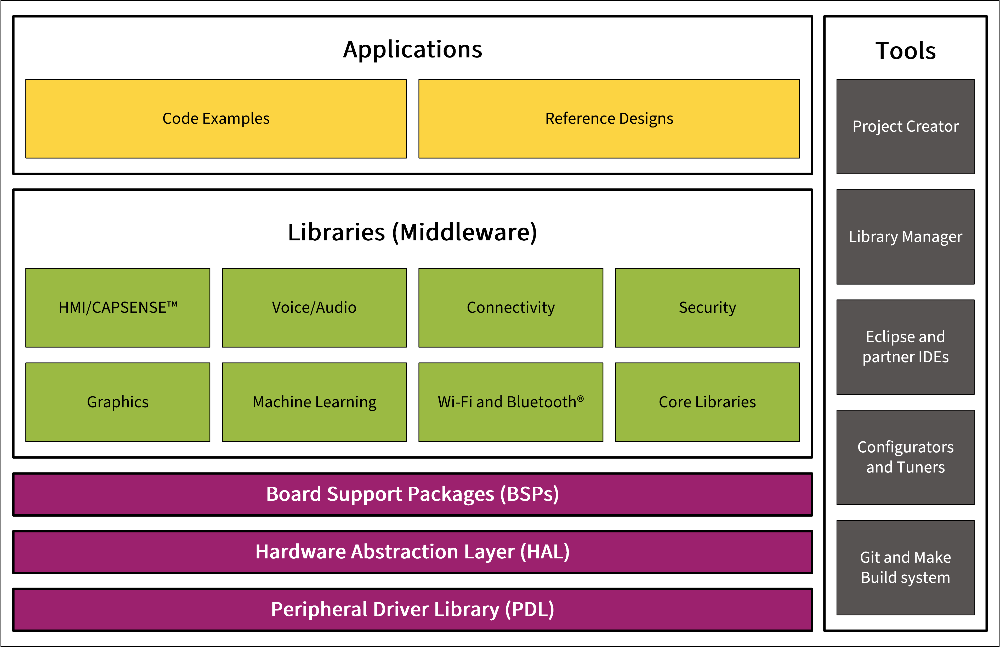 Applications
Code Examples
Reference Designs
Libraries (Middleware)
HMI/CAPSENSE™
Voice/Audio
Connectivity
Security
Graphics
Machine Learning
Wi-Fi and Bluetooth®
Core Libraries
Board Support Packages (BSPs)
Hardware Abstraction Layer (HAL)
Peripheral Driver Library (PDL)
Tools
Project Creator
Library Manager
Eclipse and
partner IDEs
Configurators
and Tuners
Git and Make
Build system